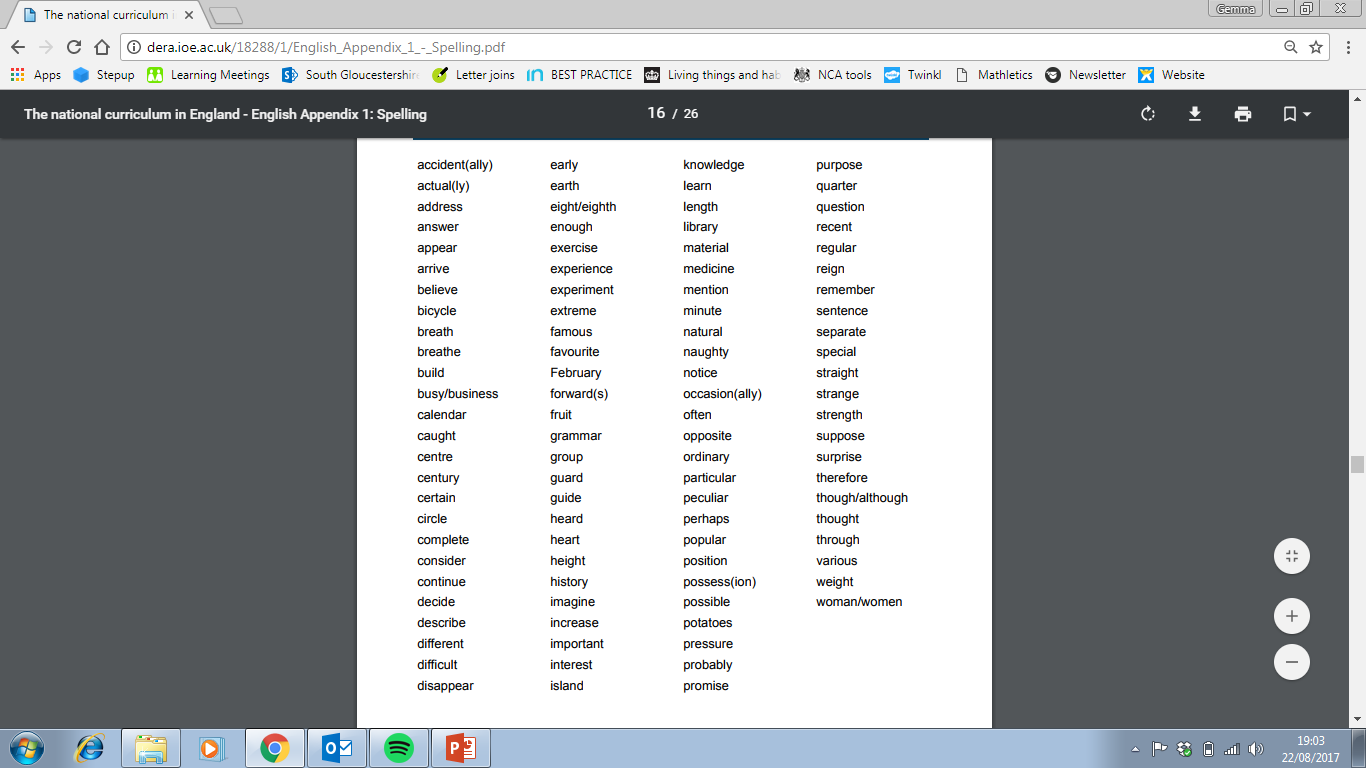 The national curriculum i
Gemma
dera.ioe.ac.uk/18288/1/English_Appendix_1_-_Spelling.pdf
Apps Stepup Learning Meetings South Gloucestershir Letter joins BEST PRACTICE Living things and hab NCA tools Twinkl Mathletics Newsletter Website
The national curriculum in England - English Appendix 1: Spelling 16 / 26
accident(ally) early knowledge purpose
actual(ly) earth learn quarter
address eight/eighth length question
answer enough library recent
appear exercise material regular
arrive experience medicine reign
believe experiment mention remember
bicycle extreme minute sentence
breath famous natural separate
breathe favourite naughty special
build February notice straight
busy/business forward(s) occasion(ally) strange
calendar fruit often strength
caught grammar opposite suppose
centre group ordinary surprise
century guard particular therefore
certain guide peculiar though/although
circle heard perhaps thought
complete heart popular through
consider height position various
continue history possess(ion) weight
decide imagine possible woman/women
describe increase potatoes
different important pressure
difficult interest probably
disappear island promise
19:03
22/08/2017